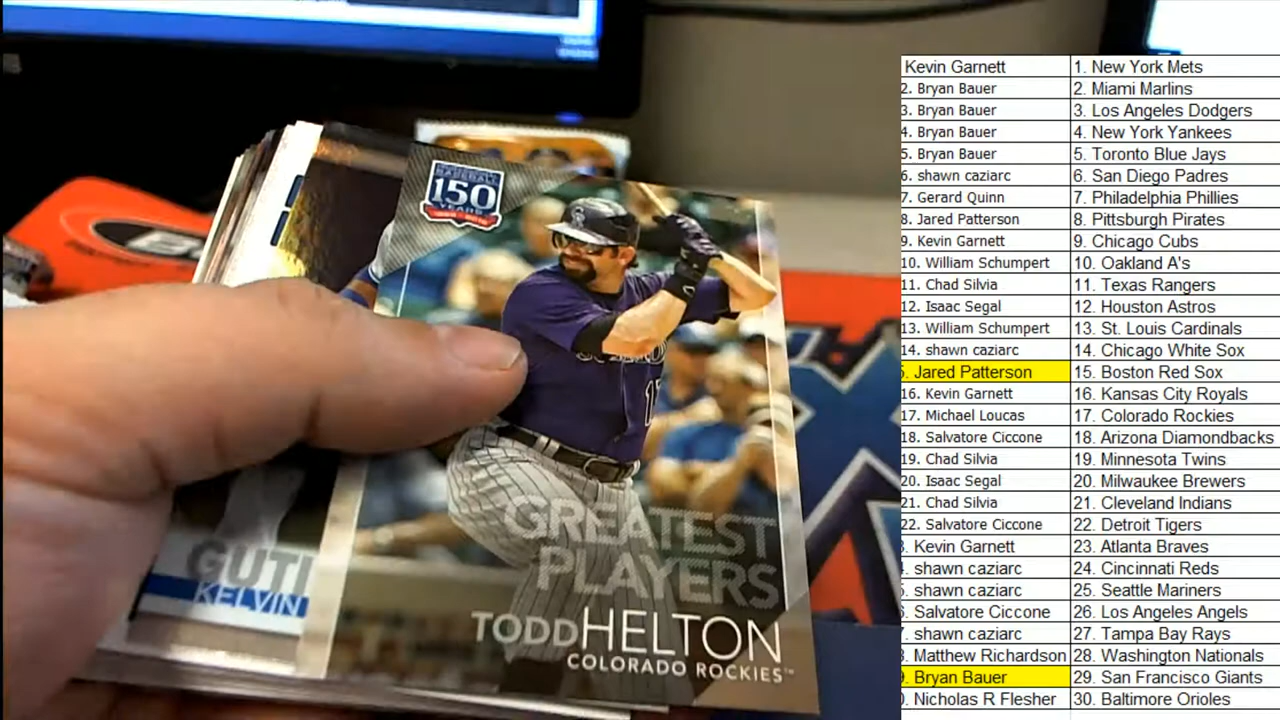 BASEBALL
150
YEARS
GREATEST
PLAYERS
TODD HELTON
COLORADO ROCKIES™
GUTI
KELVIN
Kevin Garnett 1. New York Mets
2. Bryan Bauer 2. Miami Marlins
3. Bryan Bauer 3. Los Angeles Dodgers
4. Bryan Bauer 4. New York Yankees
5. Bryan Bauer 5. Toronto Blue Jays
6. shawn caziarc 6. San Diego Padres
7. Gerard Quinn 7. Philadelphia Phillies
8. Jared Patterson 8. Pittsburgh Pirates
9. Kevin Garnett 9. Chicago Cubs
10. William Schumpert 10. Oakland A's
11. Chad Silvia 11. Texas Rangers
12. Isaac Segal 12. Houston Astros
13. William Schumpert 13. St. Louis Cardinals
14. shawn caziarc 14. Chicago White Sox
5. Jared Patterson 15. Boston Red Sox
16. Kevin Garnett 16. Kansas City Royals
17. Michael Loucas 17. Colorado Rockies
18. Salvatore Ciccone 18. Arizona Diamondbacks
19. Chad Silvia 19. Minnesota Twins
20. Isaac Segal 20. Milwaukee Brewers
21. Chad Silvia 21. Cleveland Indians
22. Salvatore Ciccone 22. Detroit Tigers
3. Kevin Garnett 23. Atlanta Braves
4. shawn caziarc 24. Cincinnati Reds
5. shawn caziarc 25. Seattle Mariners
6. Salvatore Ciccone 26. Los Angeles Angels
7. shawn caziarc 27. Tampa Bay Rays
8. Matthew Richardson 28. Washington Nationals
9. Bryan Bauer 29. San Francisco Giants
0. Nicholas R Flesher 30. Baltimore Orioles